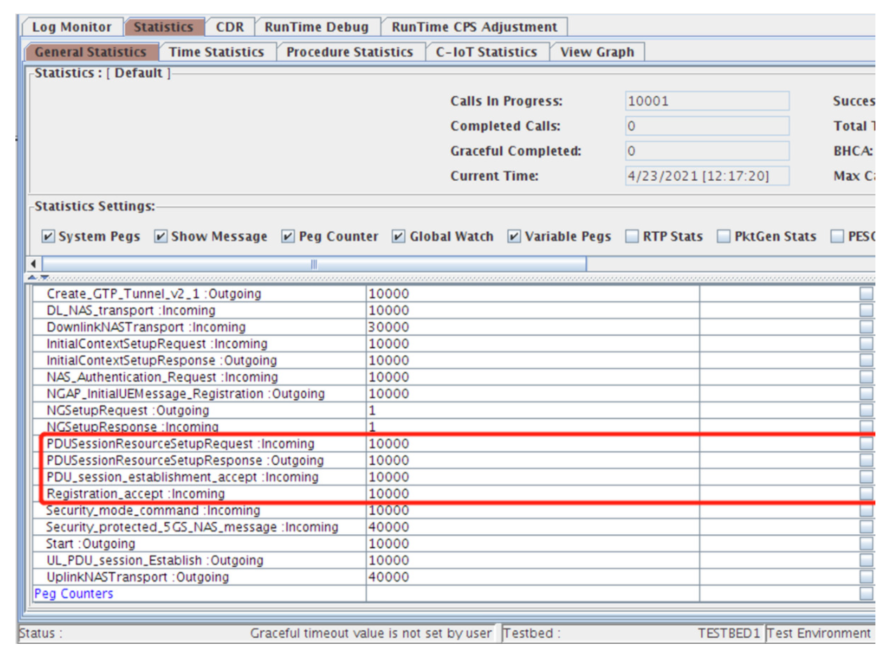 Log Monitor Statistics CDR RunTime Debug RunTime CPS Adjustment
General Statistics Time Statistics Procedure Statistics C-IoT Statistics View Graph
Statistics : [ Default ]
Calls In Progress: 10001 Succes
Completed Calls: 0 Total T
Graceful Completed: 0 BHCA:
Current Time: 4/23/2021 [12:17:20] Max Ca
Statistics Settings:
System Pegs Show Message Peg Counter Global Watch Variable Pegs RTP Stats PktGen Stats PESQ
Create_GTP_Tunnel_v2_1 :Outgoing 10000
DL_NAS_transport :Incoming 10000
DownlinkNASTransport :Incoming 30000
InitialContextSetupRequest :Incoming 10000
InitialContextSetupResponse :Outgoing 10000
NAS_Authentication_Request :Incoming 10000
NGAP_InitialUEMessage_Registration :Outgoing 10000
NGSetupRequest :Outgoing 1
NGSetupResponse :Incoming 1
PDUSessionResourceSetupRequest :Incoming 10000
PDUSessionResourceSetupResponse :Outgoing 10000
PDU_session_establishment_accept :Incoming 10000
Registration_accept :Incoming 10000
Security_mode_command :Incoming 10000
Security_protected_5GS_NAS_message :Incoming 40000
Start :Outgoing 10000
UL_PDU_session_Establish :Outgoing 10000
UplinkNASTransport :Outgoing 40000
Peg Counters
Status : Graceful timeout value is not set by user Testbed : TESTBED1 Test Environment